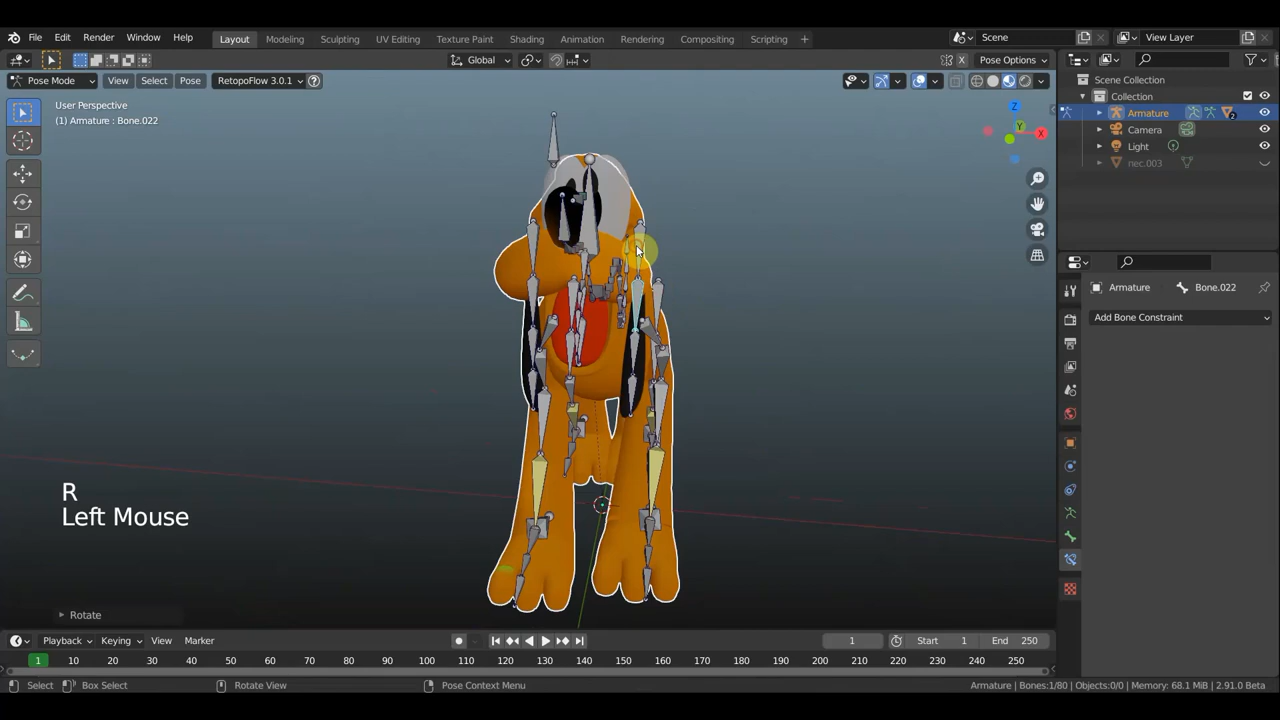 File Edit Render Window Help Layout Modeling Sculpting UV Editing Texture Paint Shading Animation Rendering Compositing Scripting + Scene View Layer
Global X Pose Options
Pose Mode View Select Pose RetopoFlow 3.0.1
User Perspective
(1) Armature : Bone.022
Z
Y
X
Scene Collection
Collection
Armature
2
Camera
Light
nec.003
Armature > Bone.022
Add Bone Constraint
R
Left Mouse
Rotate
Playback Keying View Marker 1 Start 1 End 250
1 10 20 30 40 50 60 70 80 90 100 110 120 130 140 150 160 170 180 190 200 210 220 230 240 250
Select Box Select Rotate View Pose Context Menu Armature | Bones:1/80 | Objects:0/0 | Memory: 68.1 MiB | 2.91.0 Beta